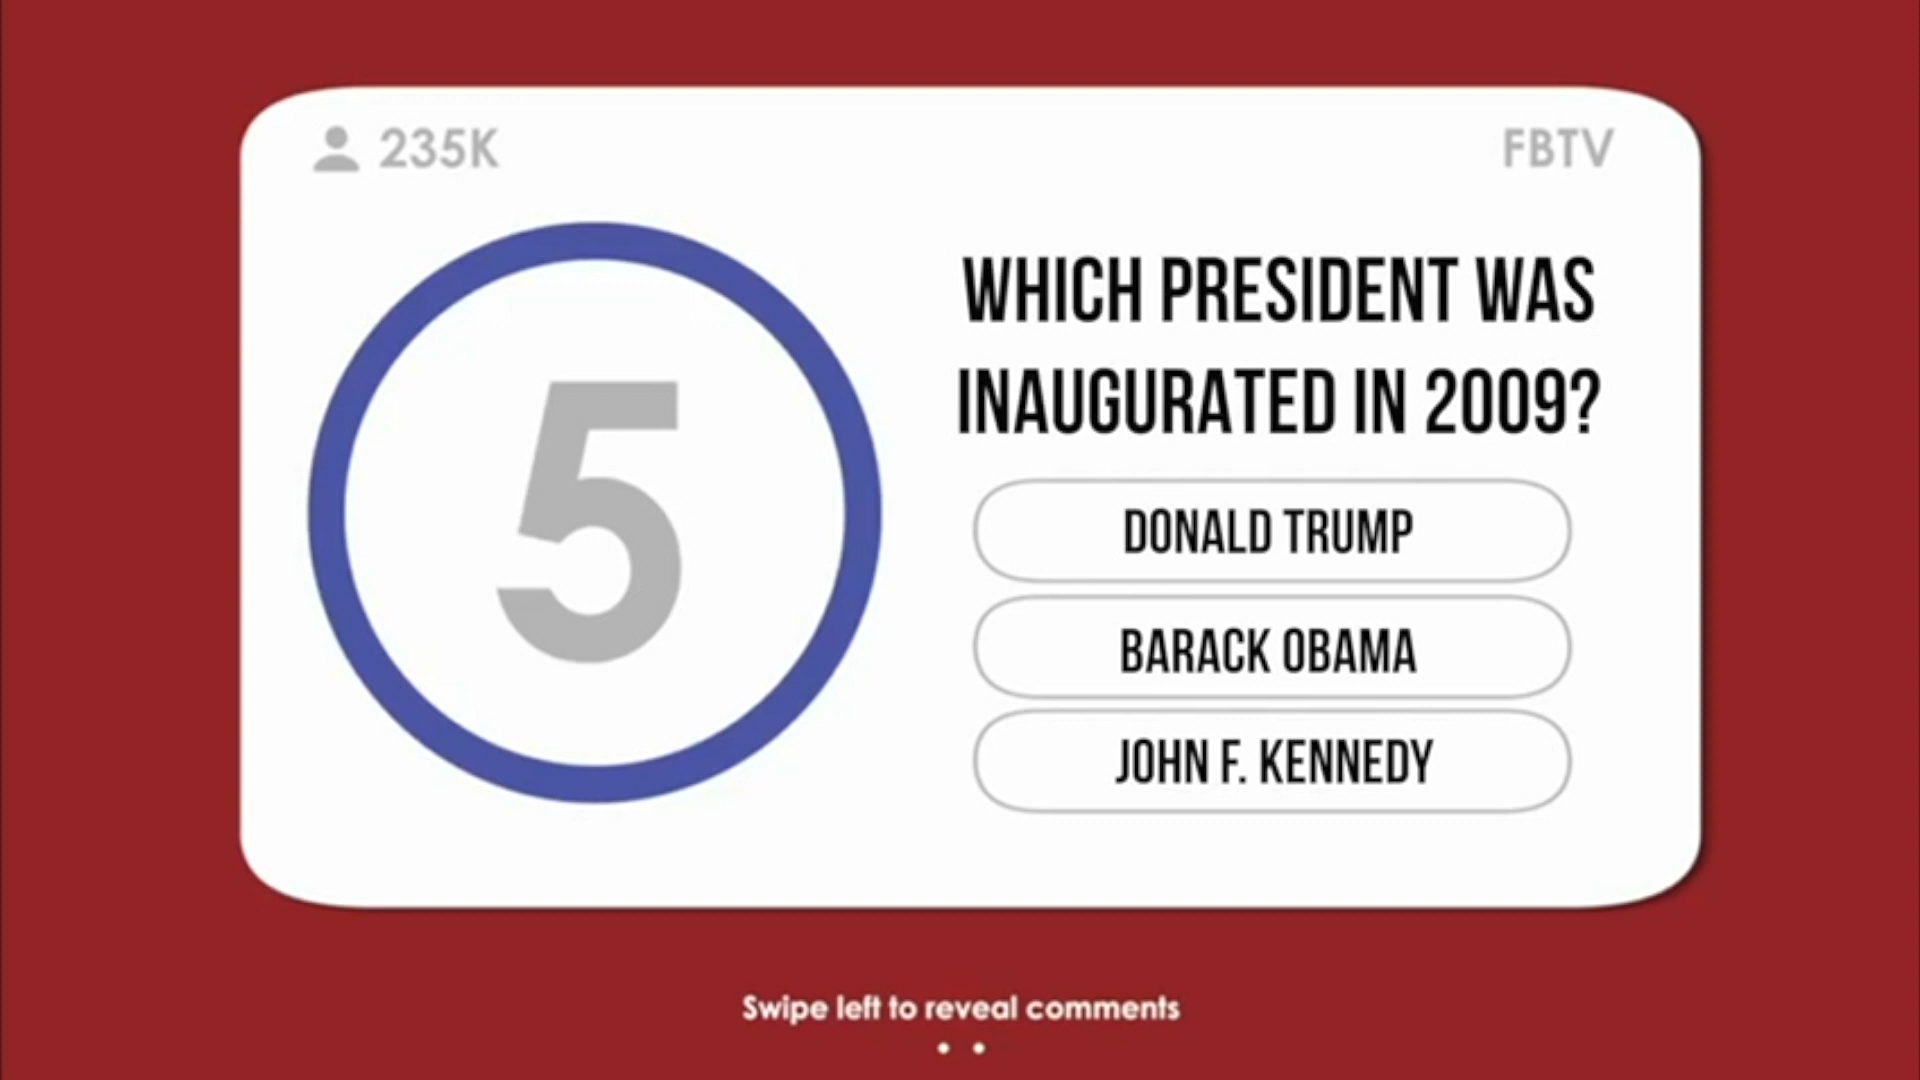 235K
FBTV
5
WHICH PRESIDENT WAS
INAUGURATED IN 2009?
DONALD TRUMP
BARACK OBAMA
JOHN F. KENNEDY
Swipe left to reveal comments